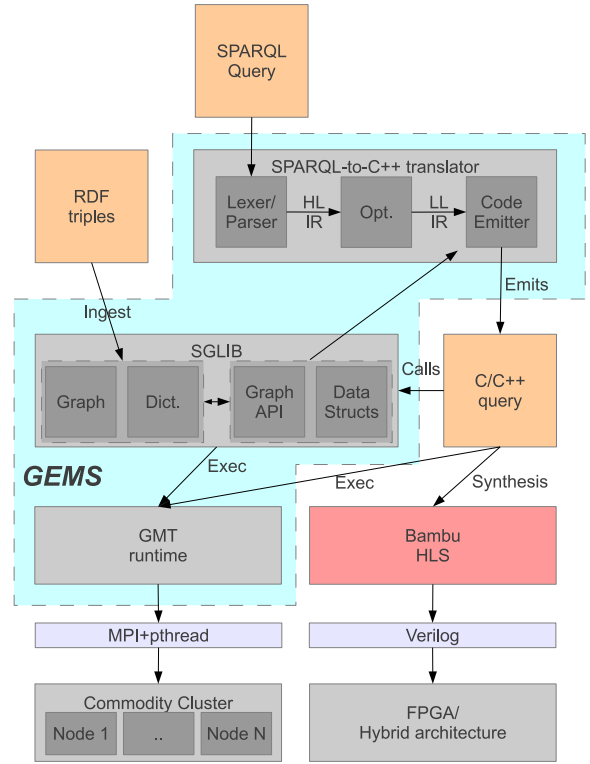 SPARQL
Query
RDF
triples
SPARQL-to-C++ translator
Lexer/
Parser
HL
IR
Opt.
LL
IR
Code
Emitter
Emits
Ingest
SGLIB
Graph
Dict.
Graph
API
Data
Structs
Calls
C/C++
query
GEMS
Exec
Exec
Synthesis
GMT
runtime
Bambu
HLS
MPI+pthread
Verilog
Commodity Cluster
Node 1
..
Node N
FPGA/
Hybrid architecture